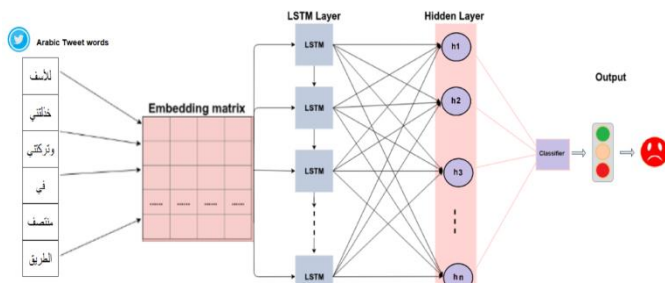 Arabic Tweet words
للأسف
خذلتني
وتركتني
في
منتصف
الطريق
Embedding matrix
LSTM Layer
LSTM
LSTM
LSTM
LSTM
Hidden Layer
h1
h2
h3
hn
Classifier
Output